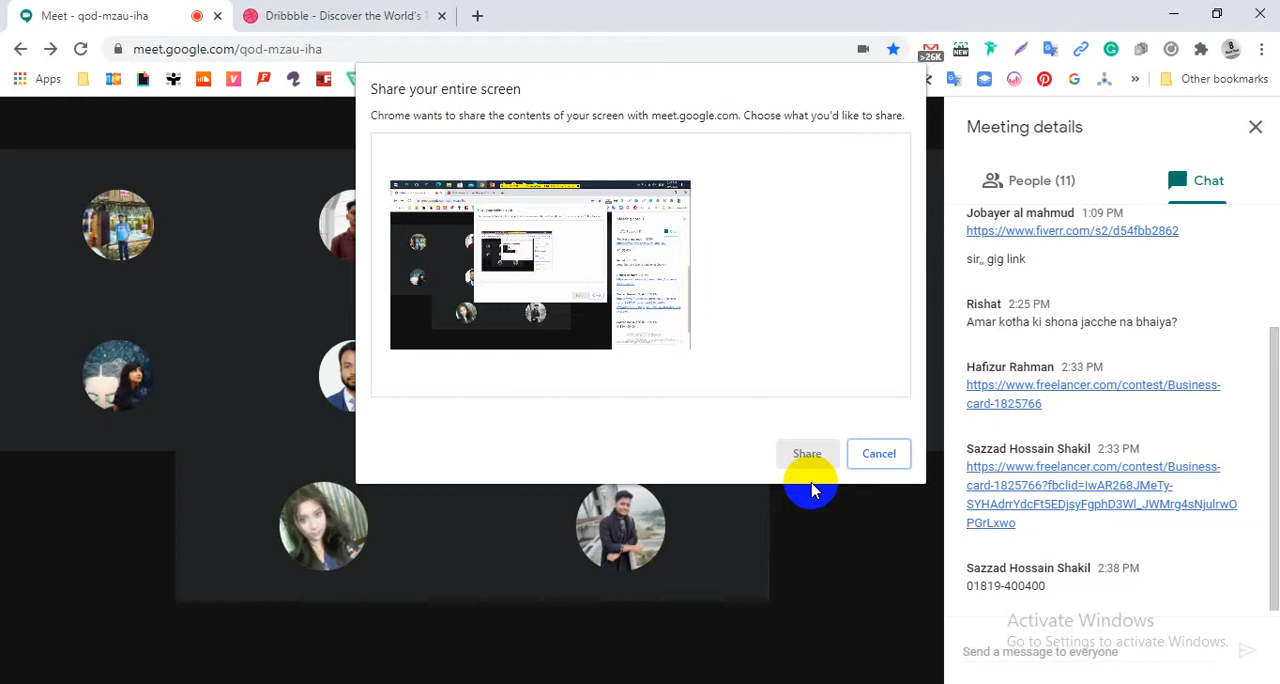 Meet - qod-mzau-iha
Dribbble - Discover the World's T
meet.google.com/qod-mzau-iha
>26K
NEW
Apps
Other bookmarks
Share your entire screen
Chrome wants to share the contents of your screen with meet.google.com. Choose what you'd like to share.
Share
Cancel
Meeting details
People (11)
Chat
Jobayer al mahmud 1:09 PM
https://www.fiverr.com/s2/d54fbb2862
sir,, gig link
Rishat 2:25 PM
Amar kotha ki shona jacche na bhaiya?
Hafizur Rahman 2:33 PM
https://www.freelancer.com/contest/Business-
card-1825766
Sazzad Hossain Shakil 2:33 PM
https://www.freelancer.com/contest/Business-
card-1825766?fbclid=IwAR268JMeTy-
SYHAdrrYdcFt5EDjsyFgphD3Wl_JWMrg4sNjulrwO
PGrLxwo
Sazzad Hossain Shakil 2:38 PM
01819-400400
Activate Windows
Go to Settings to activate Windows.
Send a message to everyone